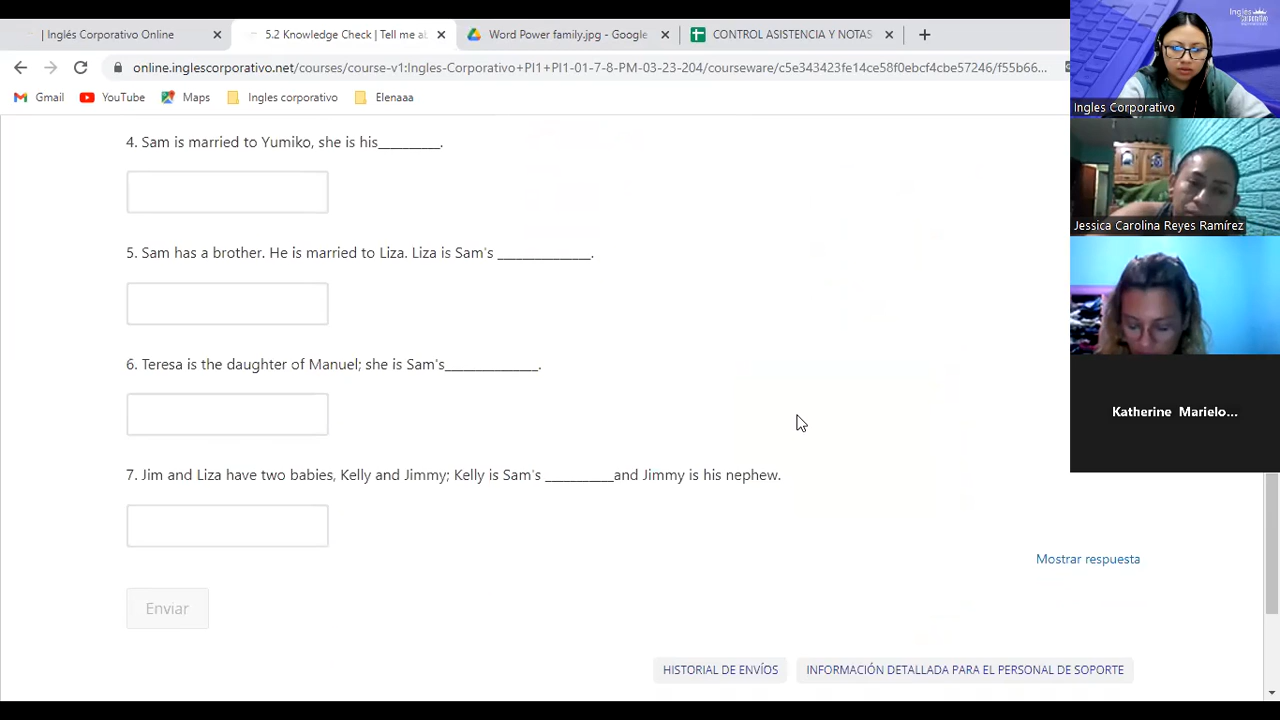 | Inglés Corporativo Online
5.2 Knowledge Check | Tell me ab
Word Power family.jpg - Google
CONTROL ASISTENCIA Y NOTAS
online.inglescorporativo.net/courses/course-v1:Ingles-Corporativo+PI1+PI1-01-7-8-PM-03-23-204/courseware/c5e343423fe14ce58f0ebcf4cbe57246/f55b66...
Gmail
YouTube
Maps
Ingles corporativo
Elenaaa
4. Sam is married to Yumiko, she is his_________.
5. Sam has a brother. He is married to Liza. Liza is Sam's ______________.
6. Teresa is the daughter of Manuel; she is Sam's______________.
7. Jim and Liza have two babies, Kelly and Jimmy; Kelly is Sam's __________and Jimmy is his nephew.
Mostrar respuesta
Enviar
HISTORIAL DE ENVÍOS
INFORMACIÓN DETALLADA PARA EL PERSONAL DE SOPORTE
Ingles Corporativo
Jessica Carolina Reyes Ramírez
Katherine Marielo...